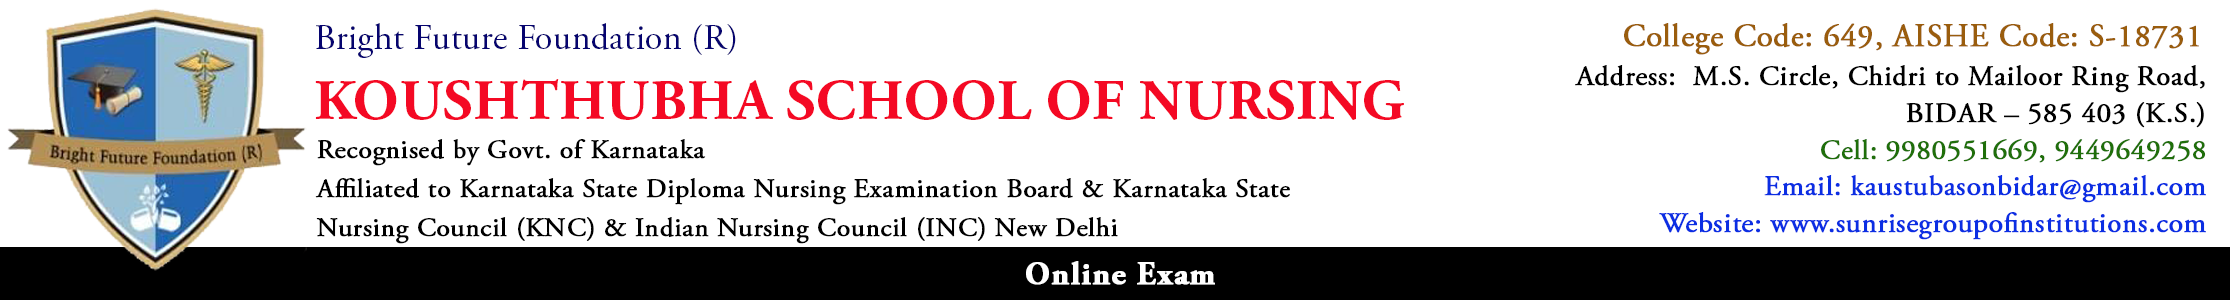 Bright Future Foundation (R)
Bright Future Foundation (R)
KOUSHTHUBHA SCHOOL OF NURSING
Recognised by Govt. of Karnataka
Affiliated to Karnataka State Diploma Nursing Examination Board & Karnataka State
Nursing Council (KNC) & Indian Nursing Council (INC) New Delhi
College Code: 649, AISHE Code: S-18731
Address: M.S. Circle, Chidri to Mailoor Ring Road,
BIDAR – 585 403 (K.S.)
Cell: 9980551669, 9449649258
Email: kaustubasonbidar@gmail.com
Website: www.sunrisegroupofinstitutions.com
Online Exam